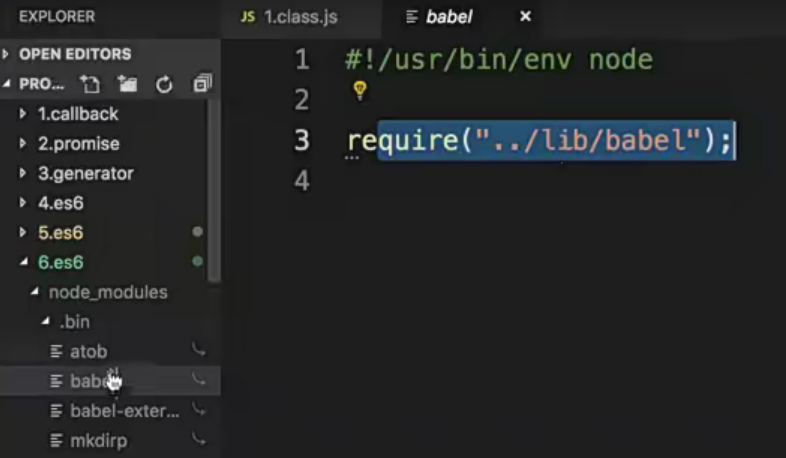 EXPLORER
OPEN EDITORS
PRO...
1.callback
2.promise
3.generator
4.es6
5.es6
6.es6
node_modules
.bin
atob
babel-exter...
mkdirp
JS 1.class.js
babel
×
1 #!/usr/bin/env node
2
3 require("../lib/babel");
4